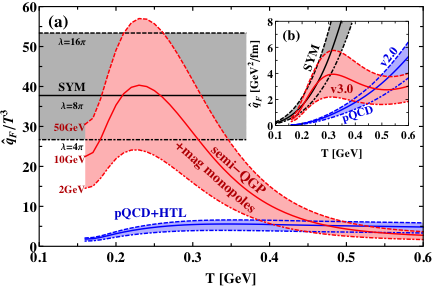 (a)
λ=16π
SYM
λ=8π
λ=4π
50GeV
10GeV
2GeV
semi-QGP
+mag monopoles
pQCD+HTL
q̂_F/T³
60
50
40
30
20
10
0
0.1 0.2 0.3 0.4 0.5 0.6
T [GeV]
(b)
SYM
v2.0
v3.0
pQCD
q̂_F [GeV²/fm]
8
6
4
2
0
0.1 0.2 0.3 0.4 0.5 0.6
T [GeV]